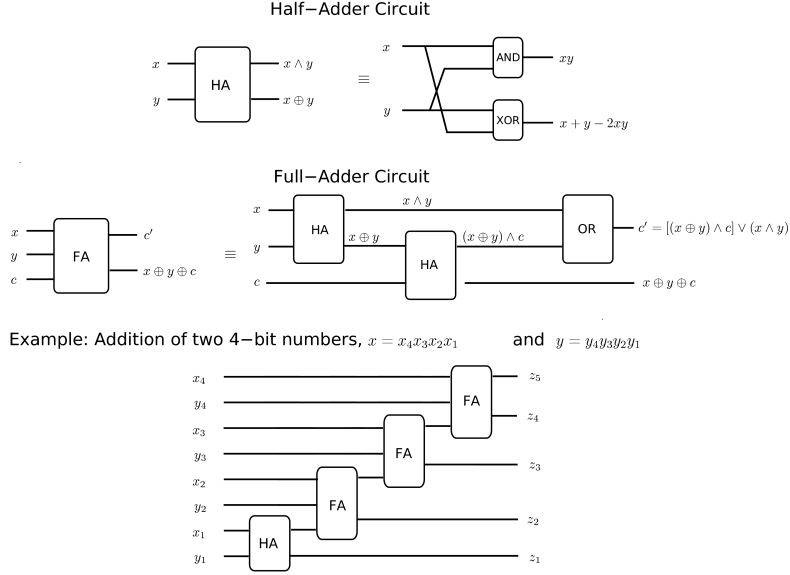 Half−Adder Circuit
x
y
HA
x ∧ y
x ⊕ y
≡
x
y
AND
XOR
xy
x + y − 2xy
Full−Adder Circuit
x
y
c
FA
c′
x ⊕ y ⊕ c
≡
x
y
c
HA
x ∧ y
x ⊕ y
HA
(x ⊕ y) ∧ c
OR
c′ = [(x ⊕ y) ∧ c] ∨ (x ∧ y)
x ⊕ y ⊕ c
Example: Addition of two 4−bit numbers, x = x₄x₃x₂x₁ and y = y₄y₃y₂y₁
x₄
y₄
x₃
y₃
x₂
y₂
x₁
y₁
HA
FA
FA
FA
z₅
z₄
z₃
z₂
z₁